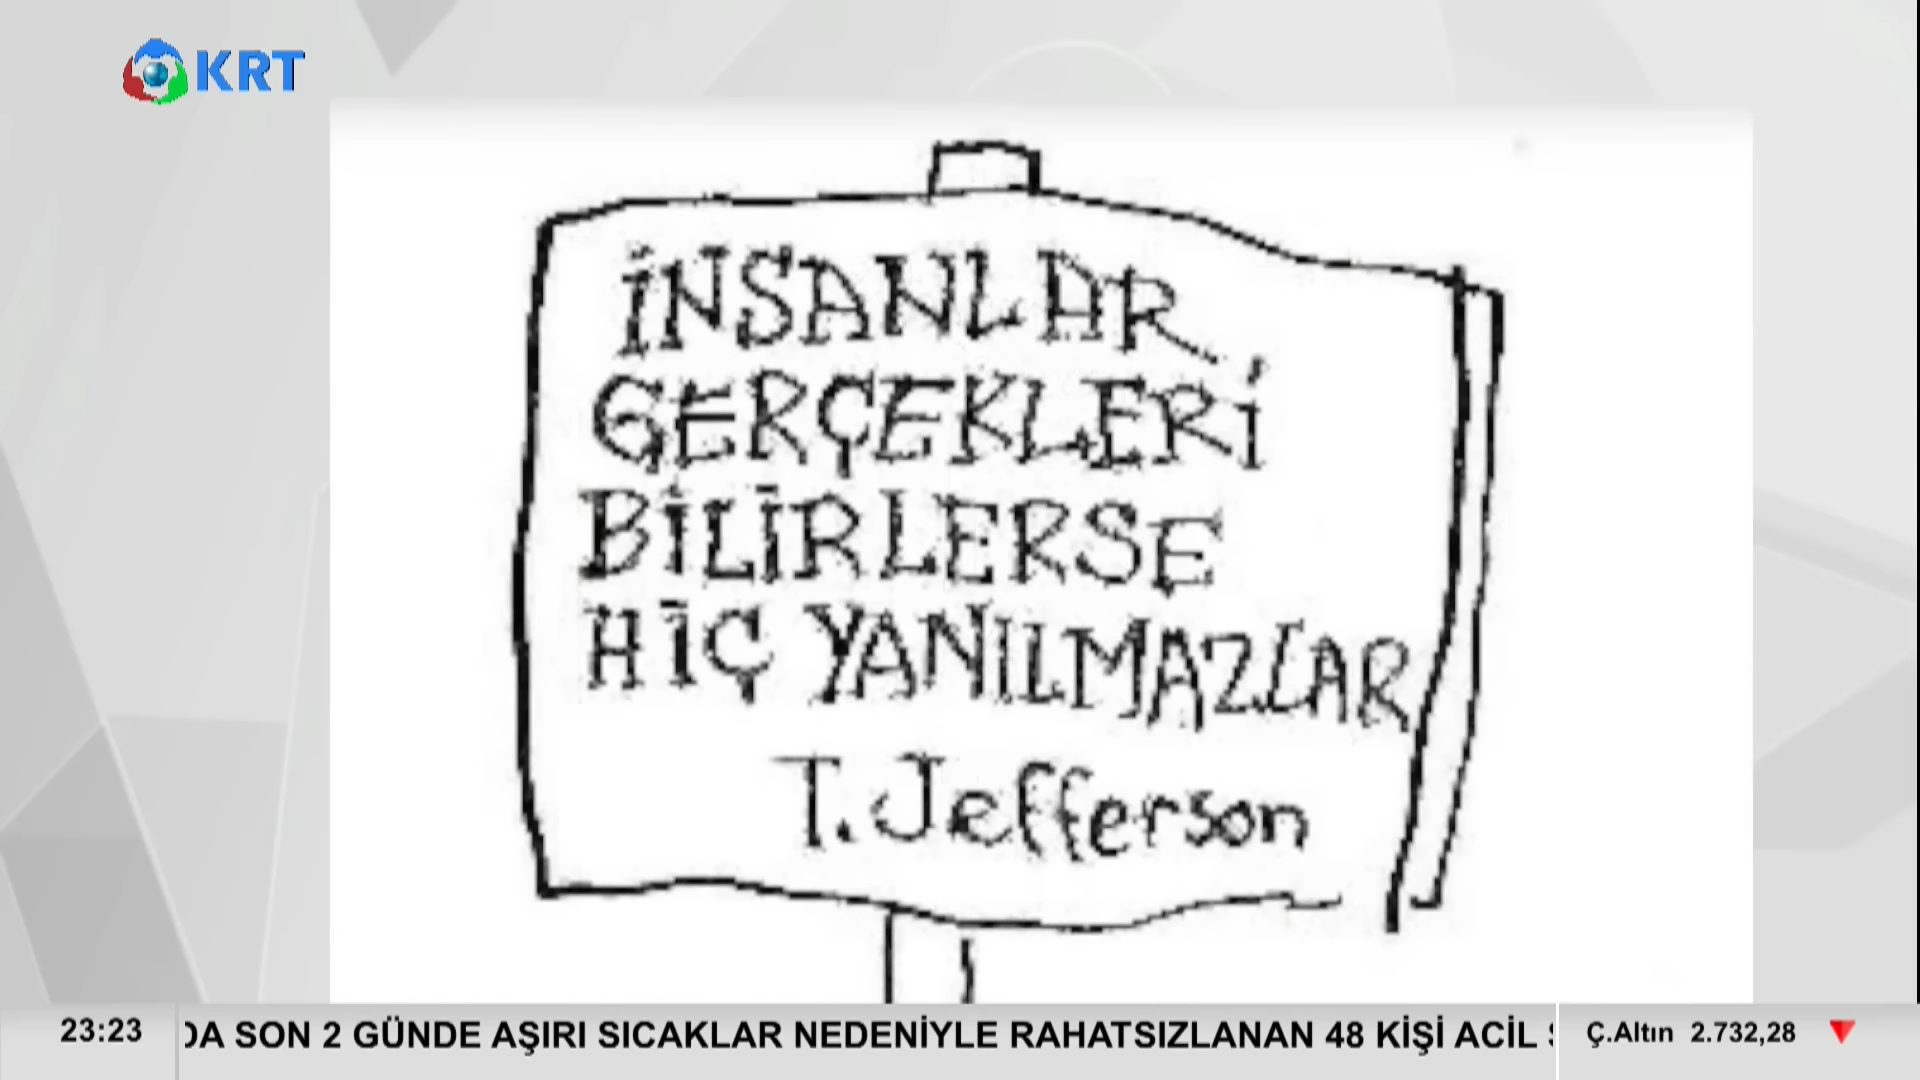 KRT
İNSANLAR
GERÇEKLERİ
BİLİRLERSE
HİÇ YANILMAZLAR
T. Jefferson
23:23
DA SON 2 GÜNDE AŞIRI SICAKLAR NEDENİYLE RAHATSIZLANAN 48 KİŞİ ACİL
Ç.Altın 2.732,28